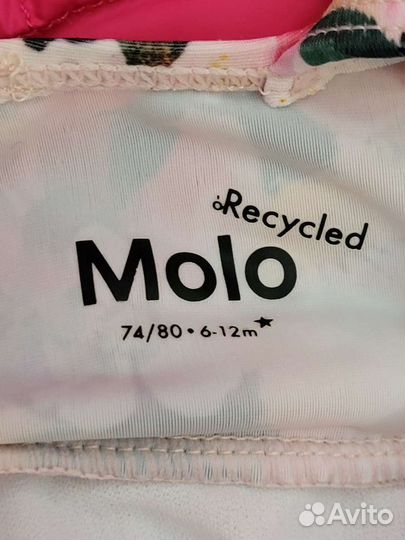 Recycled
Molo
74/80 • 6-12m
Avito